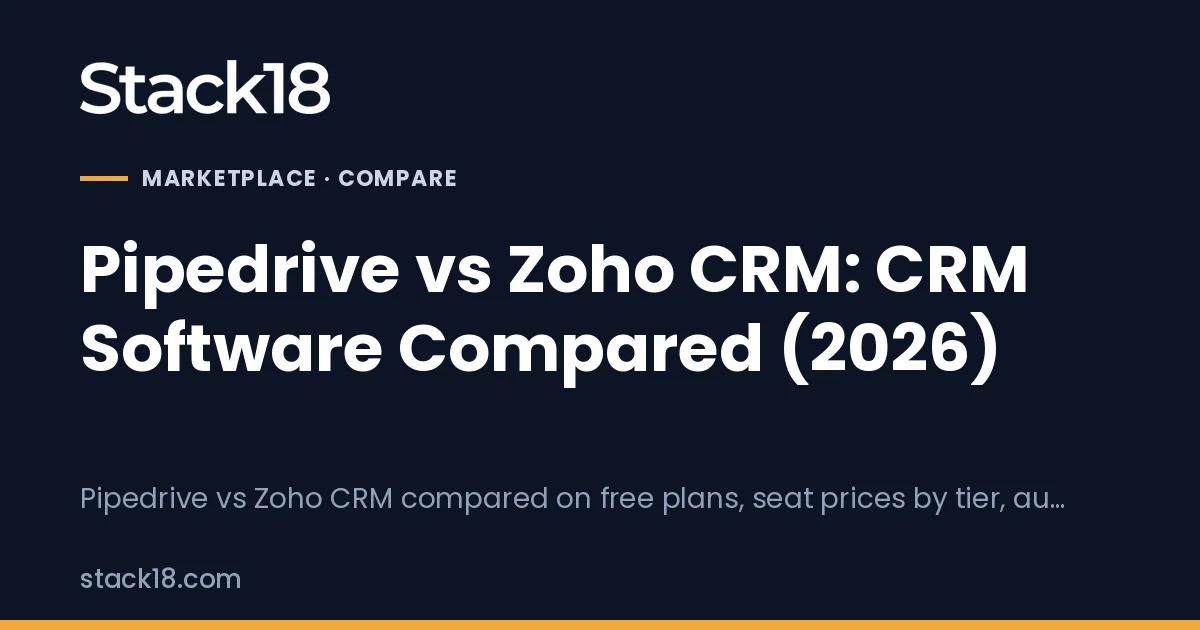 Stack18
MARKETPLACE · COMPARE
Pipedrive vs Zoho CRM: CRM
Software Compared (2026)
Pipedrive vs Zoho CRM compared on free plans, seat prices by tier, au...
stack18.com